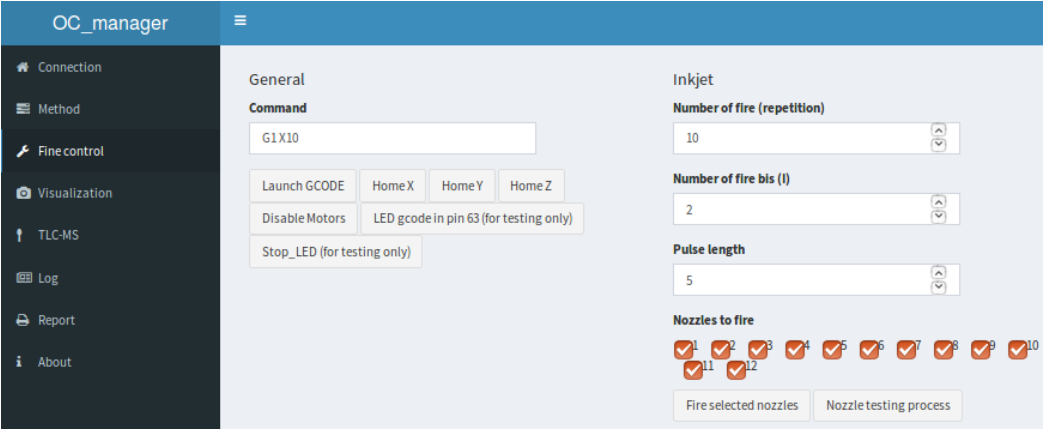 OC_manager
Connection
Method
Fine control
Visualization
TLC-MS
Log
Report
About
General
Command
G1 X10
Launch GCODE Home X Home Y Home Z
Disable Motors LED gcode in pin 63 (for testing only)
Stop_LED (for testing only)
Inkjet
Number of fire (repetition)
10
Number of fire bis (I)
2
Pulse length
5
Nozzles to fire
1 2 3 4 5 6 7 8 9 10
11 12
Fire selected nozzles Nozzle testing process